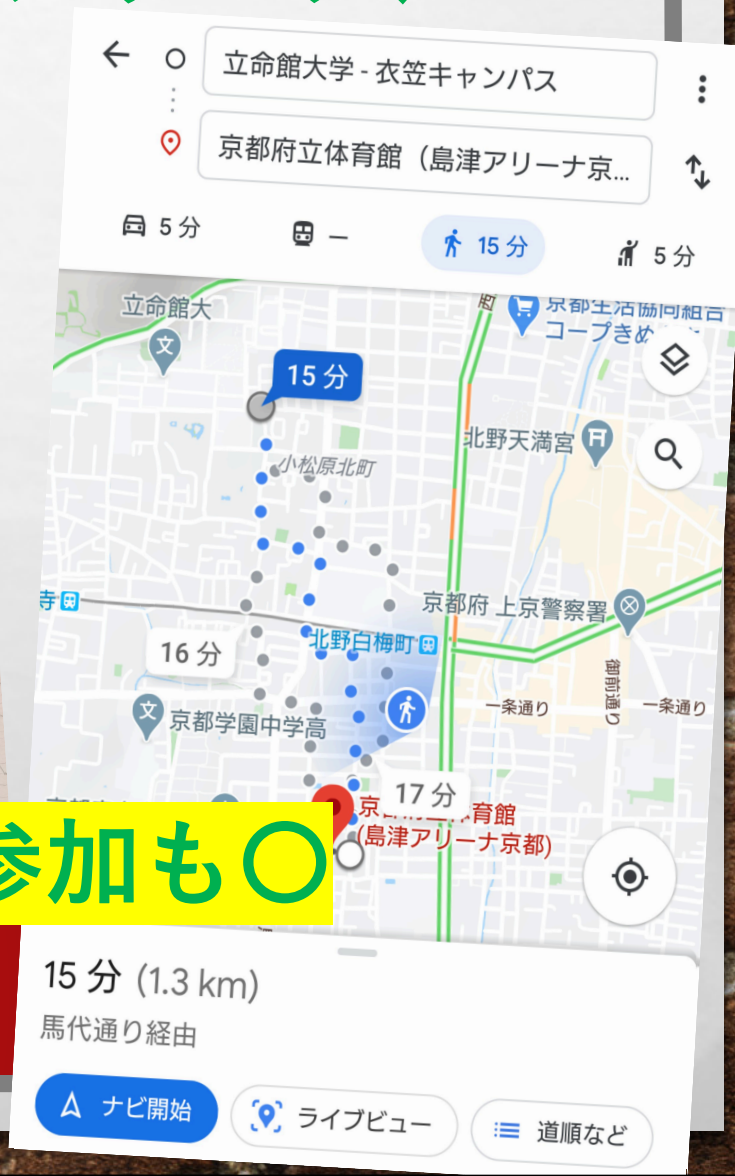 立命館大学 - 衣笠キャンパス
京都府立体育館（島津アリーナ京...
5 分
—
15 分
5 分
立命館大
文
15 分
京都生活協同組合
コープきぬ
西
北野天満宮
小松原北町
寺
京都府 上京警察署
北野白梅町
16 分
御前通り
一条通り
一条通り
文
京都学園中学高
17 分
育館
(島津アリーナ京都)
参加も〇
15 分 (1.3 km)
馬代通り経由
ナビ開始
ライブビュー
道順など